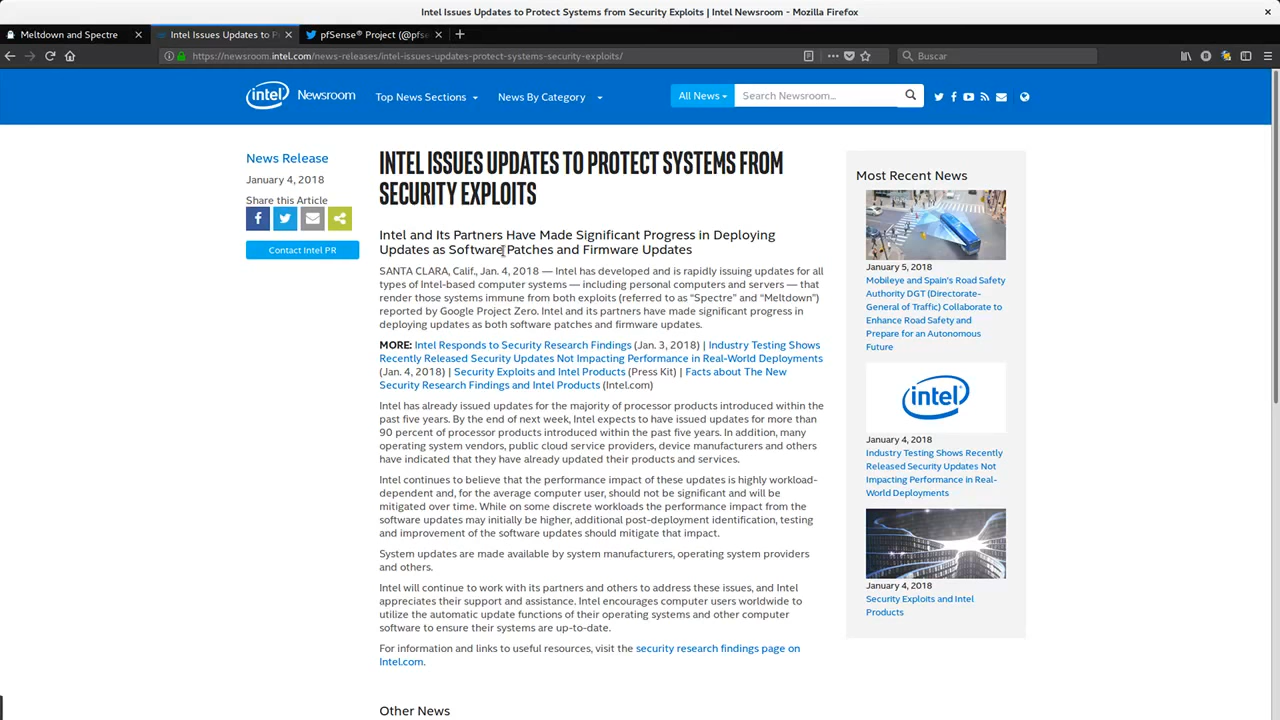 Intel Issues Updates to Protect Systems from Security Exploits | Intel Newsroom - Mozilla Firefox
Meltdown and Spectre
Intel Issues Updates to P
pfSense® Project (@pfse
https://newsroom.intel.com/news-releases/intel-issues-updates-protect-systems-security-exploits/
Buscar
intel
Newsroom
Top News Sections
News By Category
All News
Search Newsroom...
News Release
January 4, 2018
Share this Article
Contact Intel PR
INTEL ISSUES UPDATES TO PROTECT SYSTEMS FROM
SECURITY EXPLOITS
Intel and Its Partners Have Made Significant Progress in Deploying
Updates as Software Patches and Firmware Updates
SANTA CLARA, Calif., Jan. 4, 2018 — Intel has developed and is rapidly issuing updates for all
types of Intel-based computer systems — including personal computers and servers — that
render those systems immune from both exploits (referred to as “Spectre” and “Meltdown”)
reported by Google Project Zero. Intel and its partners have made significant progress in
deploying updates as both software patches and firmware updates.
MORE: Intel Responds to Security Research Findings (Jan. 3, 2018) | Industry Testing Shows
Recently Released Security Updates Not Impacting Performance in Real-World Deployments
(Jan. 4, 2018) | Security Exploits and Intel Products (Press Kit) | Facts about The New
Security Research Findings and Intel Products (Intel.com)
Intel has already issued updates for the majority of processor products introduced within the
past five years. By the end of next week, Intel expects to have issued updates for more than
90 percent of processor products introduced within the past five years. In addition, many
operating system vendors, public cloud service providers, device manufacturers and others
have indicated that they have already updated their products and services.
Intel continues to believe that the performance impact of these updates is highly workload-
dependent and, for the average computer user, should not be significant and will be
mitigated over time. While on some discrete workloads the performance impact from the
software updates may initially be higher, additional post-deployment identification, testing
and improvement of the software updates should mitigate that impact.
System updates are made available by system manufacturers, operating system providers
and others.
Intel will continue to work with its partners and others to address these issues, and Intel
appreciates their support and assistance. Intel encourages computer users worldwide to
utilize the automatic update functions of their operating systems and other computer
software to ensure their systems are up-to-date.
For information and links to useful resources, visit the security research findings page on
Intel.com.
Other News
Most Recent News
January 5, 2018
Mobileye and Spain's Road Safety
Authority DGT (Directorate-
General of Traffic) Collaborate to
Enhance Road Safety and
Prepare for an Autonomous
Future
intel
January 4, 2018
Industry Testing Shows Recently
Released Security Updates Not
Impacting Performance in Real-
World Deployments
January 4, 2018
Security Exploits and Intel
Products